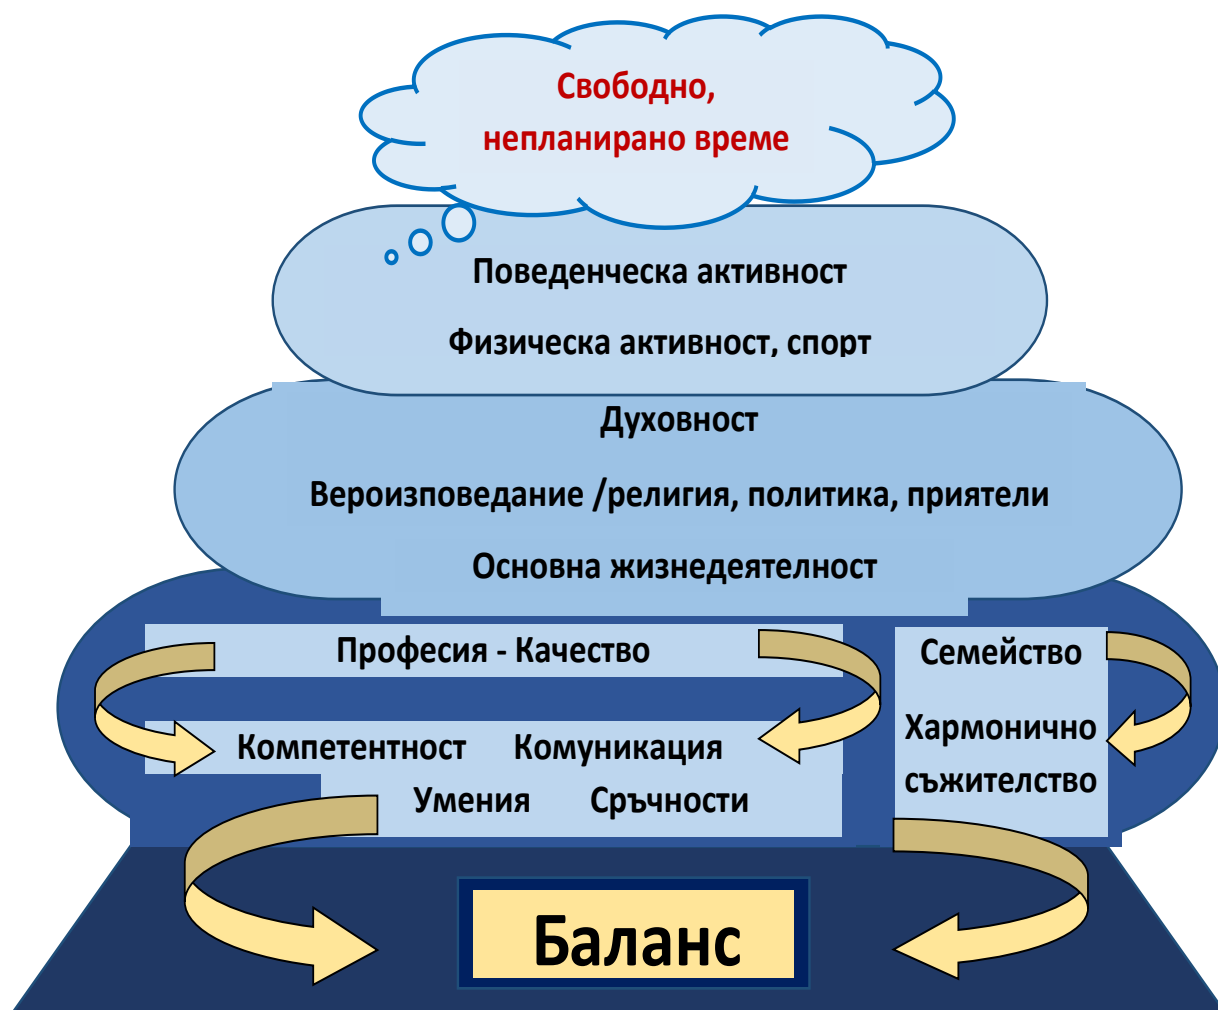 Свободно,
непланирано време
Поведенческа активност
Физическа активност, спорт
Духовност
Вероизповедание /религия, политика, приятели
Основна жизнедеятелност
Професия - Качество
Компетентност Комуникация
Умения Сръчности
Семейство
Хармонично
съжителство
Баланс